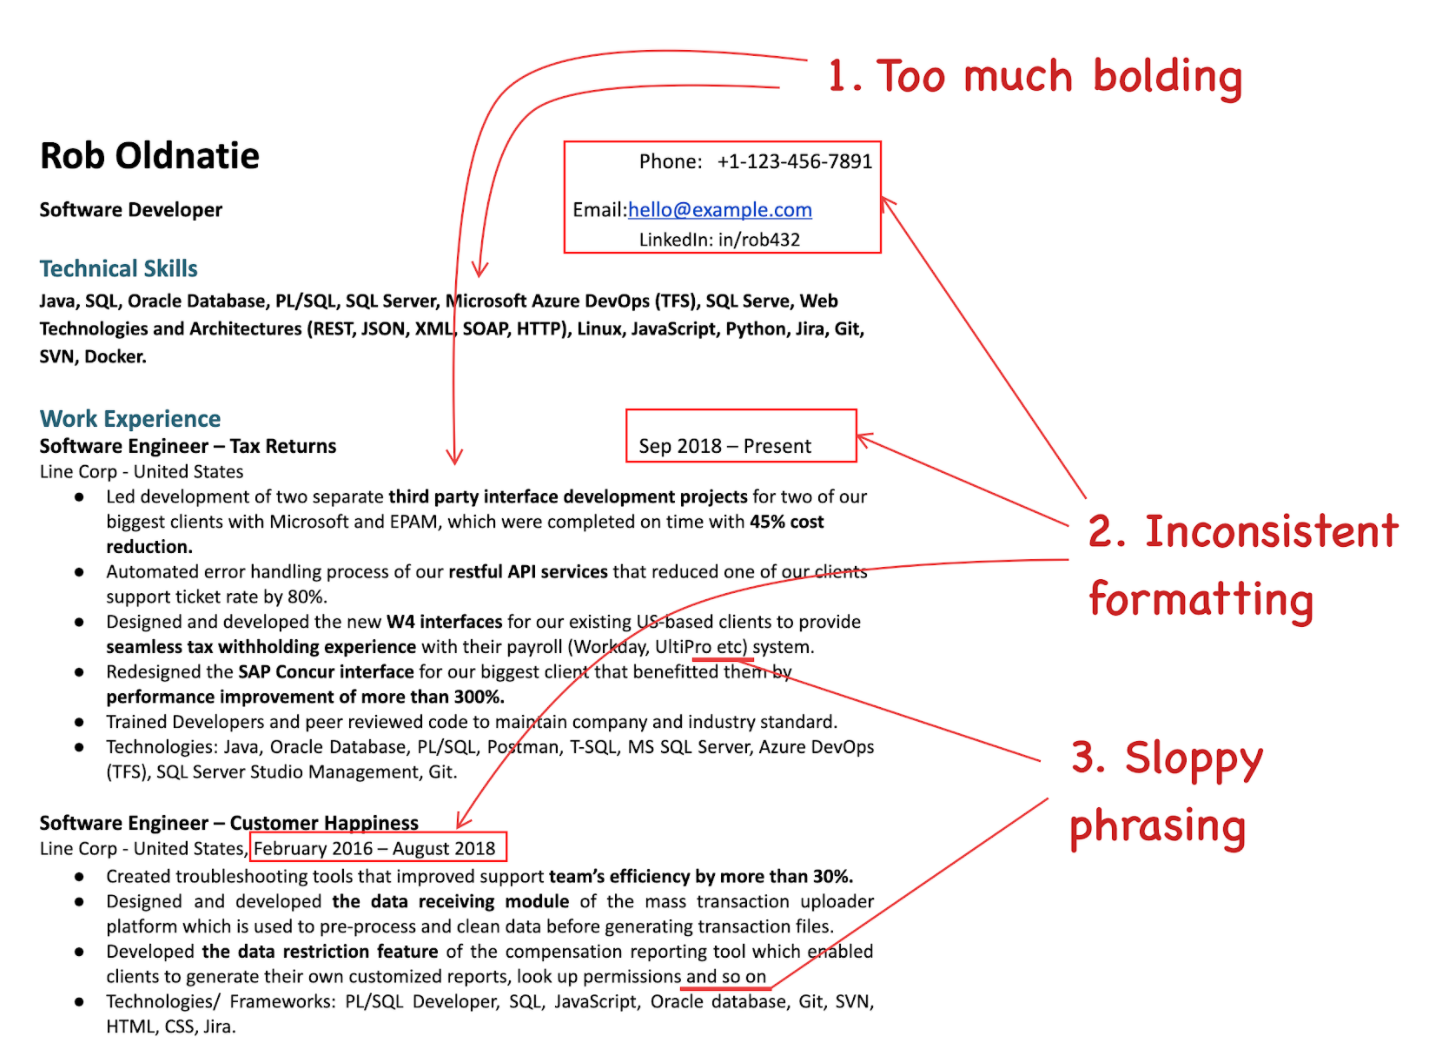 1. Too much bolding
Rob Oldnatie
Phone: +1-123-456-7891
Software Developer
Email:hello@example.com
LinkedIn: in/rob432
Technical Skills
Java, SQL, Oracle Database, PL/SQL, SQL Server, Microsoft Azure DevOps (TFS), SQL Serve, Web
Technologies and Architectures (REST, JSON, XML, SOAP, HTTP), Linux, JavaScript, Python, Jira, Git,
SVN, Docker.
Work Experience
Software Engineer – Tax Returns
Sep 2018 – Present
Line Corp - United States
● Led development of two separate third party interface development projects for two of our
biggest clients with Microsoft and EPAM, which were completed on time with 45% cost
reduction.
● Automated error handling process of our restful API services that reduced one of our clients
support ticket rate by 80%.
● Designed and developed the new W4 interfaces for our existing US-based clients to provide
seamless tax withholding experience with their payroll (Workday, UltiPro etc) system.
● Redesigned the SAP Concur interface for our biggest client that benefitted them by
performance improvement of more than 300%.
● Trained Developers and peer reviewed code to maintain company and industry standard.
● Technologies: Java, Oracle Database, PL/SQL, Postman, T-SQL, MS SQL Server, Azure DevOps
(TFS), SQL Server Studio Management, Git.
2. Inconsistent
formatting
3. Sloppy
phrasing
Software Engineer – Customer Happiness
Line Corp - United States, February 2016 – August 2018
● Created troubleshooting tools that improved support team's efficiency by more than 30%.
● Designed and developed the data receiving module of the mass transaction uploader
platform which is used to pre-process and clean data before generating transaction files.
● Developed the data restriction feature of the compensation reporting tool which enabled
clients to generate their own customized reports, look up permissions and so on
● Technologies/ Frameworks: PL/SQL Developer, SQL, JavaScript, Oracle database, Git, SVN,
HTML, CSS, Jira.